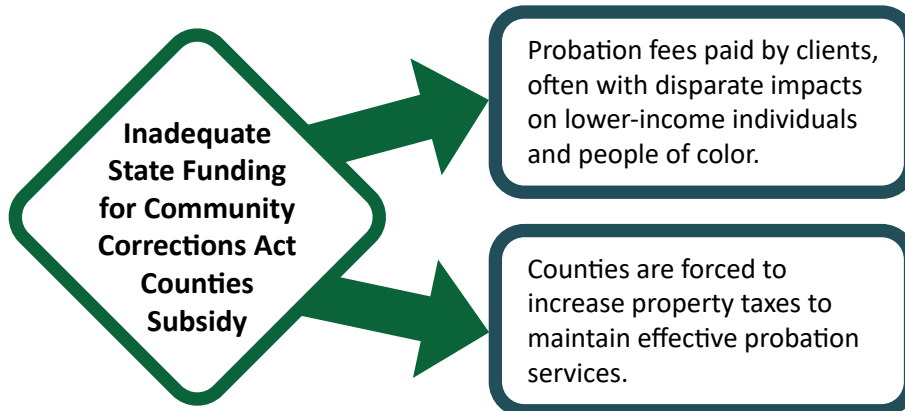 Inadequate
State Funding
for Community
Corrections Act
Counties
Subsidy
Probation fees paid by clients,
often with disparate impacts
on lower-income individuals
and people of color.
Counties are forced to
increase property taxes to
maintain effective probation
services.